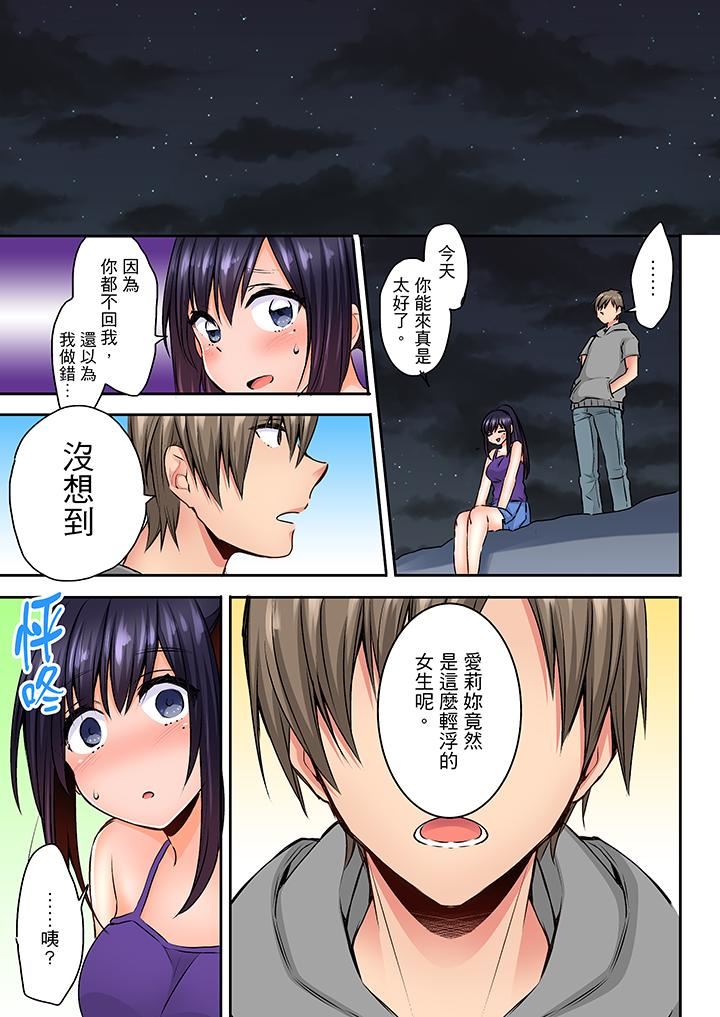 ……
今天
你能來真是
太好了。
因為
你都不回我，
還以為
我做錯…
沒想到
愛莉妳竟然
是這麼輕浮的
女生呢。
怦咚
……咦？